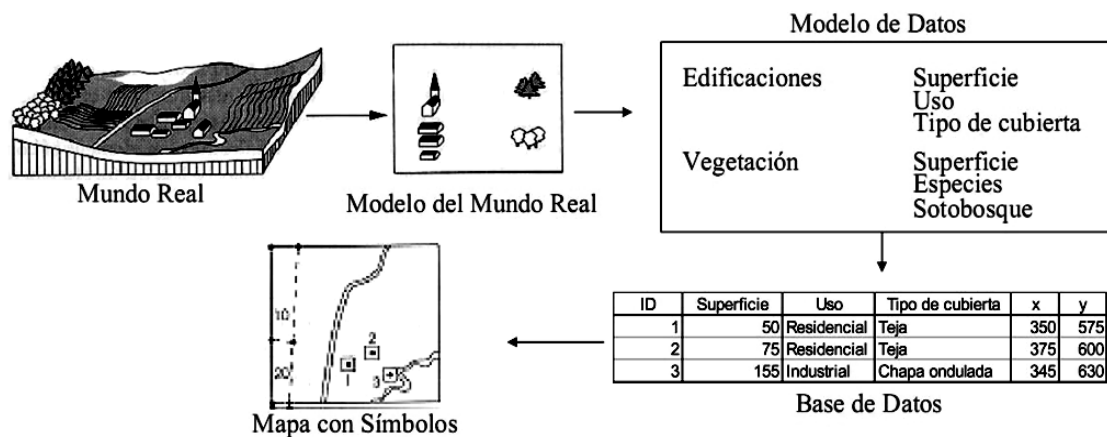 Modelo de Datos
Edificaciones Superficie
Uso
Tipo de cubierta
Vegetación Superficie
Especies
Sotobosque
Mundo Real
Modelo del Mundo Real
ID Superficie Uso Tipo de cubierta x y
1 50 Residencial Teja 350 575
2 75 Residencial Teja 375 600
3 155 Industrial Chapa ondulada 345 630
Base de Datos
10
20
2
1
3
Mapa con Símbolos